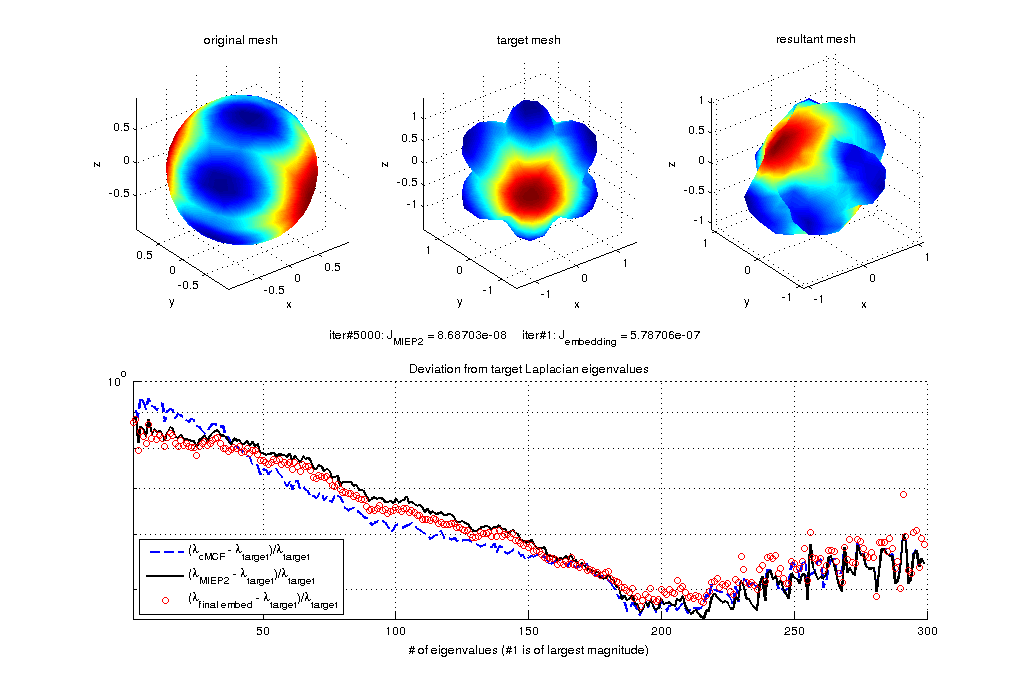 original mesh
target mesh
resultant mesh
z
0.5
0
-0.5
0.5
0
-0.5
y
-0.5
0
0.5
x
z
1
0.5
0
-0.5
-1
1
0
-1
y
-1
0
1
x
z
1
0.5
0
-0.5
-1
1
0
-1
y
-1
0
1
x
iter#5000: J_MIEP2 = 8.68703e-08 iter#1: J_embedding = 5.78706e-07
Deviation from target Laplacian eigenvalues
10^0
(λ_cMCF - λ_target)/λ_target
(λ_MIEP2 - λ_target)/λ_target
(λ_final embed - λ_target)/λ_target
50
100
150
200
250
300
# of eigenvalues (#1 is of largest magnitude)